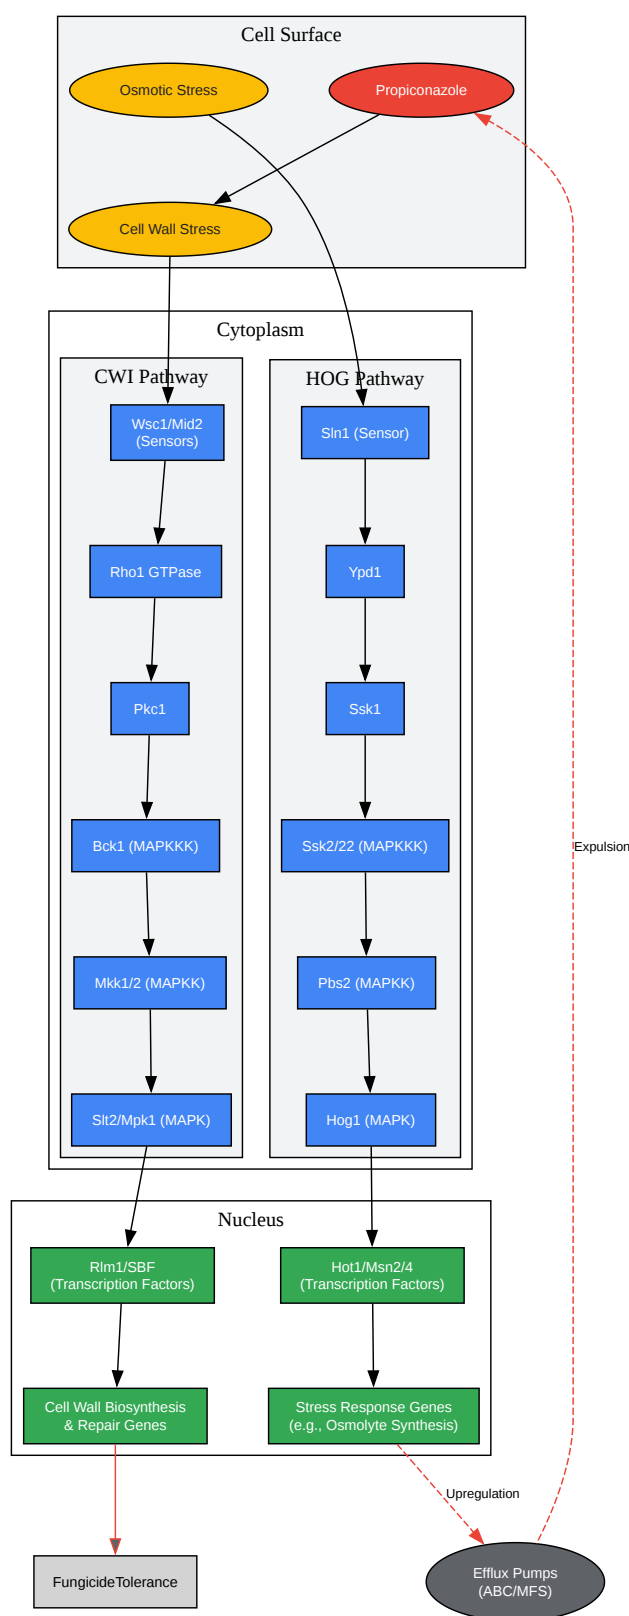 Cell Surface
Osmotic Stress
Propiconazole
Cell Wall Stress
Cytoplasm
CWI Pathway
HOG Pathway
Wsc1/Mid2
(Sensors)
Sln1 (Sensor)
Rho1 GTPase
Ypd1
Pkc1
Ssk1
Bck1 (MAPKKK)
Ssk2/22 (MAPKKK)
Expulsion
Mkk1/2 (MAPKK)
Pbs2 (MAPKK)
Slt2/Mpk1 (MAPK)
Hog1 (MAPK)
Nucleus
Rlm1/SBF
(Transcription Factors)
Hot1/Msn2/4
(Transcription Factors)
Cell Wall Biosynthesis
& Repair Genes
Stress Response Genes
(e.g., Osmolyte Synthesis)
Upregulation
FungicideTolerance
Efflux Pumps
(ABC/MFS)